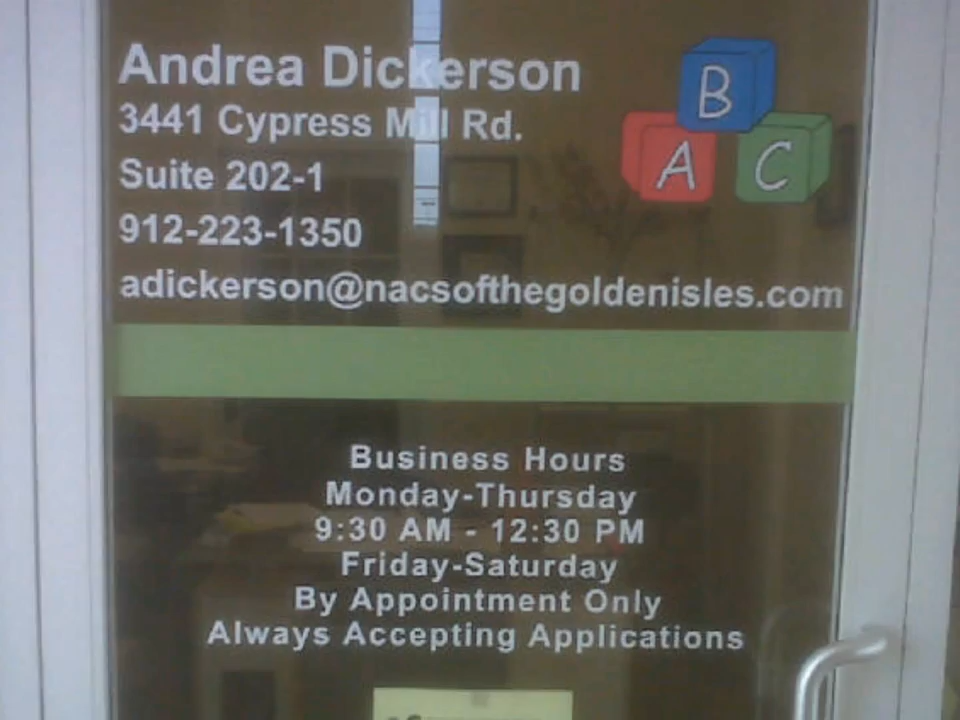 Andrea Dickerson
3441 Cypress Mill Rd.
Suite 202-1
912-223-1350
adickerson@nacsofthegoldenisles.com
B
A C
Business Hours
Monday-Thursday
9:30 AM - 12:30 PM
Friday-Saturday
By Appointment Only
Always Accepting Applications